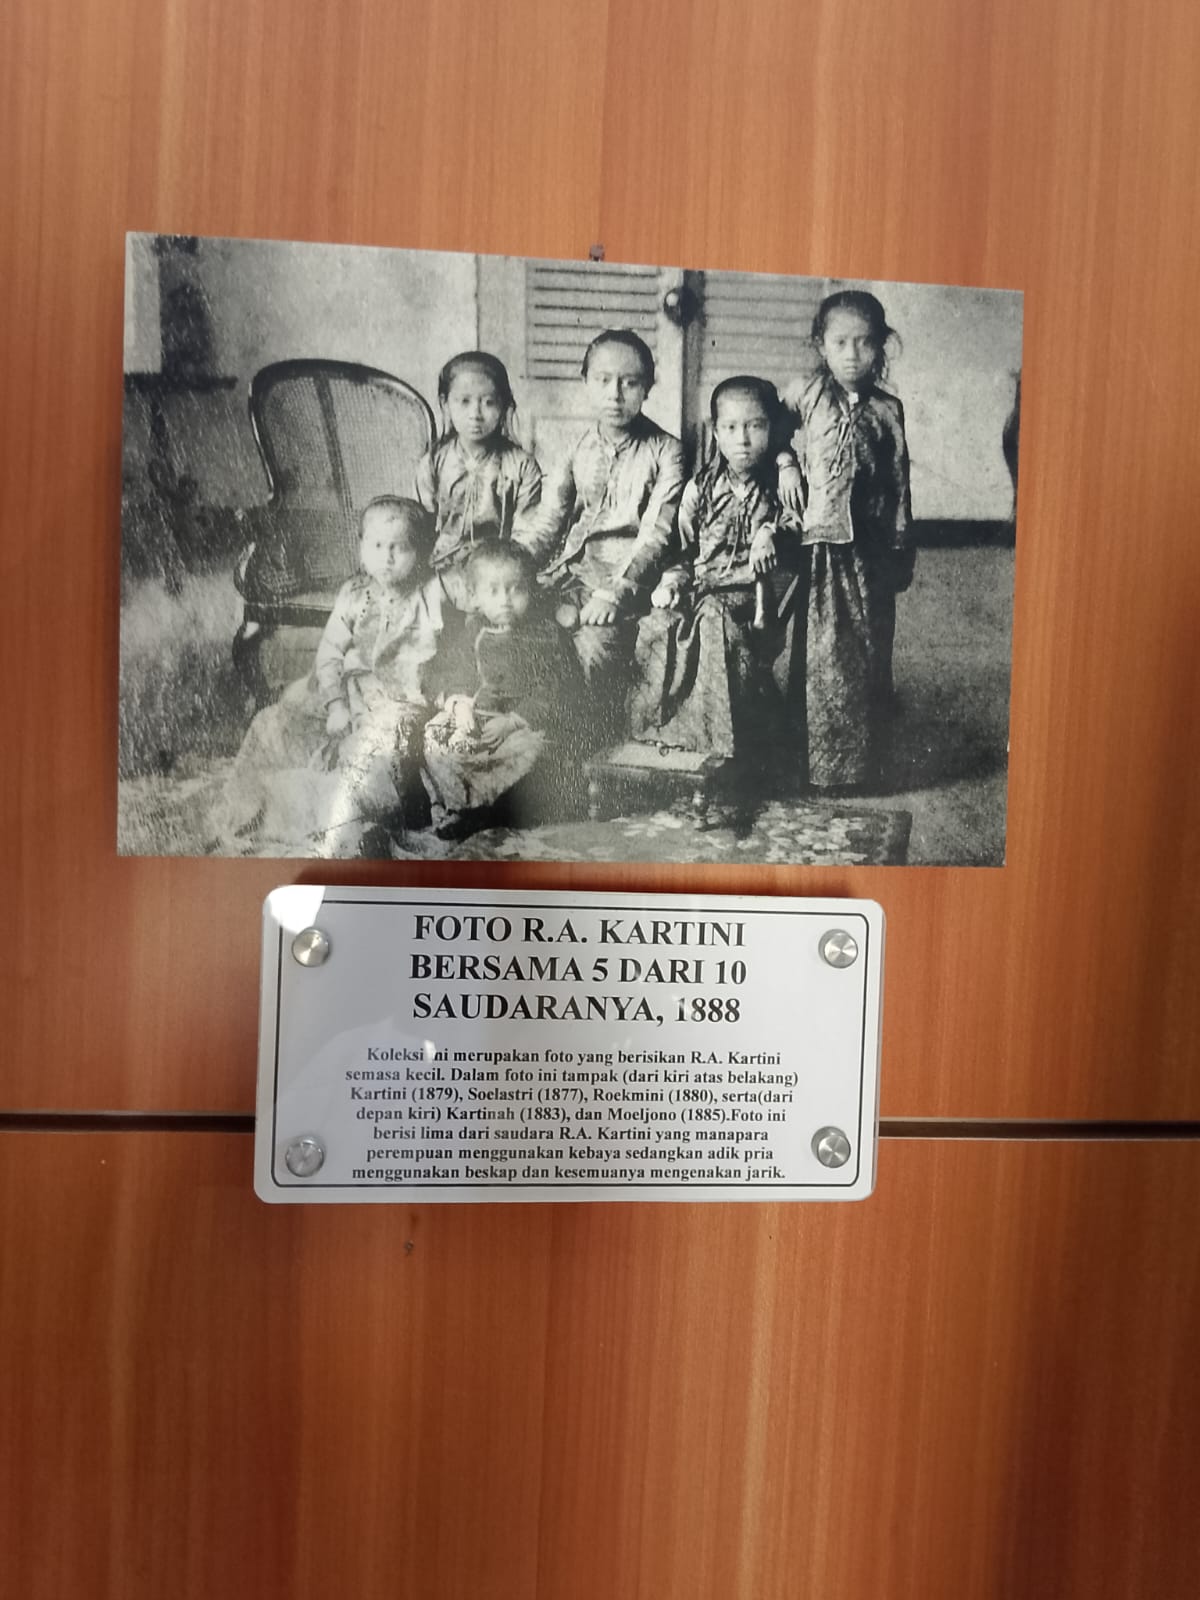 FOTO R.A. KARTINI
BERSAMA 5 DARI 10
SAUDARANYA, 1888
Koleksi ni merupakan foto yang berisikan R.A. Kartini
semasa kecil. Dalam foto ini tampak (dari kiri atas belakang)
Kartini (1879), Soelastri (1877), Roekmini (1880), serta(dari
depan kiri) Kartinah (1883), dan Moeljono (1885).Foto ini
berisi lima dari saudara R.A. Kartini yang manapara
perempuan menggunakan kebaya sedangkan adik pria
menggunakan beskap dan kesemuanya mengenakan jarik.